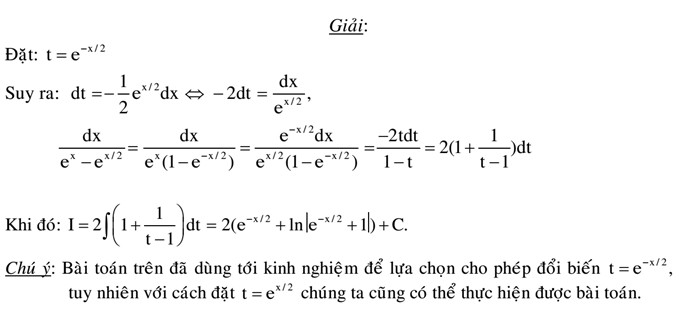 Giải:
Đặt: t = e^{-x/2}
Suy ra: dt = -\frac{1}{2}e^{x/2}dx ⇔ -2dt = \frac{dx}{e^{x/2}},
\frac{dx}{e^x - e^{x/2}} = \frac{dx}{e^x(1-e^{-x/2})} = \frac{e^{-x/2}dx}{e^{x/2}(1-e^{-x/2})} = \frac{-2tdt}{1-t} = 2(1+\frac{1}{t-1})dt
Khi đó: I = 2∫(1+\frac{1}{t-1})dt = 2(e^{-x/2} + ln|e^{-x/2} + 1|) + C.
Chú ý: Bài toán trên đã dùng tới kinh nghiệm để lựa chọn cho phép đổi biến t = e^{-x/2},
tuy nhiên với cách đặt t = e^{x/2} chúng ta cũng có thể thực hiện được bài toán.